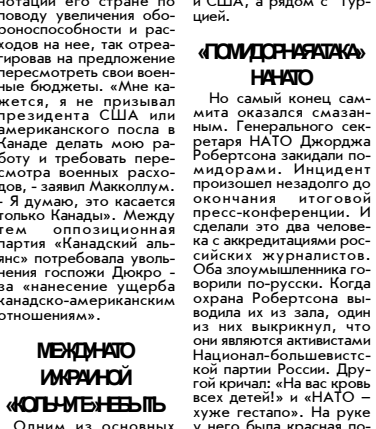 нотации его стране по
поводу увеличения обо-
роноспособности и рас-
ходов на нее, так отреа-
гировав на предложение
пересмотреть свои воен-
ные бюджеты. «Мне ка-
жется, я не призывал
президента США или
американского посла в
Канаде делать мою ра-
боту и требовать пере-
смотра военных расхо-
дов, - заявил Макколлум.
- Я думаю, это касается
только Канады». Между
тем оппозиционная
партия «Канадский аль-
янс» потребовала уволь-
нения госпожи Дюкро -
за «нанесение ущерба
канадско-американским
отношениям».
МЕЖДУ НАТО
И УКРАИНОЙ
«КОЛЬЧУГЕ» НЕ БЫТЬ
Одним из основных
и США, а рядом с Тур-
цией.
«ПОМИДОРНАЯ АТАКА»
НА НАТО
Но самый конец сам-
мита оказался смазан-
ным. Генерального сек-
ретаря НАТО Джорджа
Робертсона закидали по-
мидорами. Инцидент
произошел незадолго до
окончания итоговой
пресс-конференции. И
сделали это два челове-
ка с аккредитациями рос-
сийских журналистов.
Оба злоумышленника го-
ворили по-русски. Когда
охрана Робертсона вы-
водила их из зала, один
из них выкрикнул, что
они являются активистами
Национал-большевистс-
кой партии России. Дру-
гой кричал: «На вас кровь
всех детей!» и «НАТО –
хуже гестапо». На руке
у него была красная по-